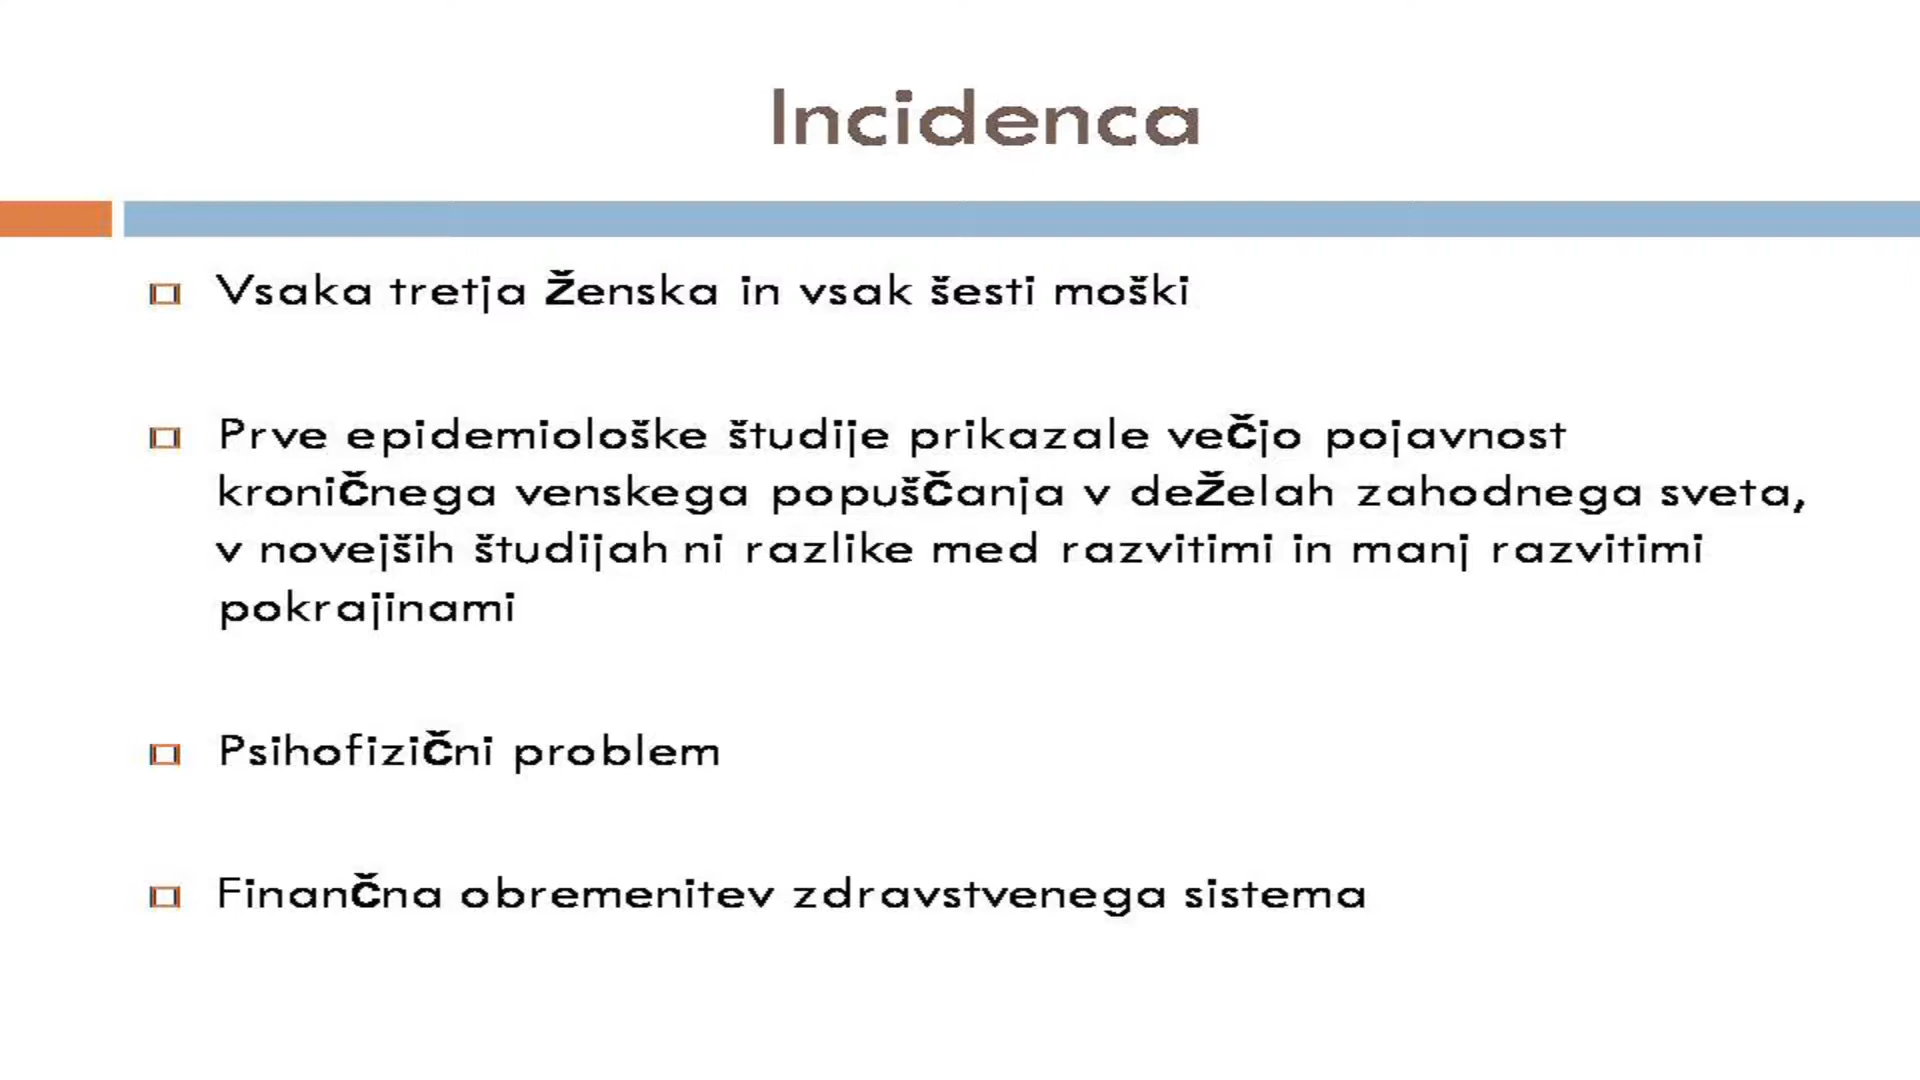 Incidenca
Vsaka tretja ženska in vsak šesti moški
Prve epidemiološke študije prikazale večjo pojavnost
kroničnega venskega popuščanja v deželah zahodnega sveta,
v novejših študijah ni razlike med razvitimi in manj razvitimi
pokrajinami
Psihofizični problem
Finančna obremenitev zdravstvenega sistema